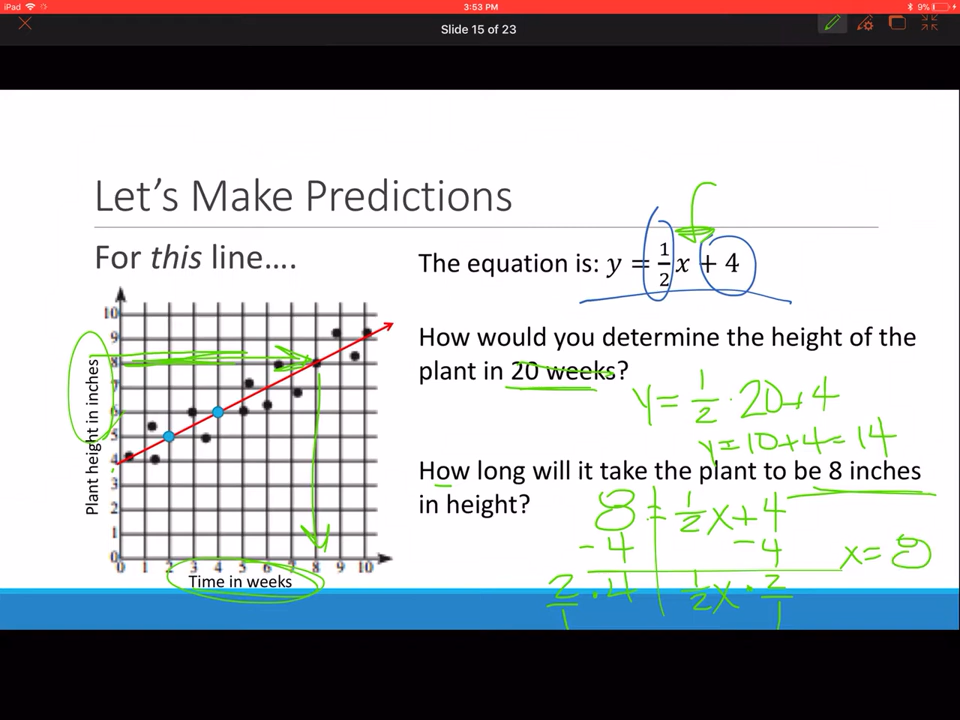 iPad 3:53 PM 9%
Slide 15 of 23
Let's Make Predictions
For this line....
The equation is: y = 1/2 x + 4
How would you determine the height of the
plant in 20 weeks?
y = 1/2 · 20 + 4
y = 10 + 4 = 14
How long will it take the plant to be 8 inches
in height?
8 = 1/2 x + 4
- 4 - 4
x = 8
2/1 · 4 1/2 x · 2/1
Plant height in inches
10
9
8
7
6
5
4
3
2
1
0
0 1 2 3 4 5 6 7 8 9 10
Time in weeks